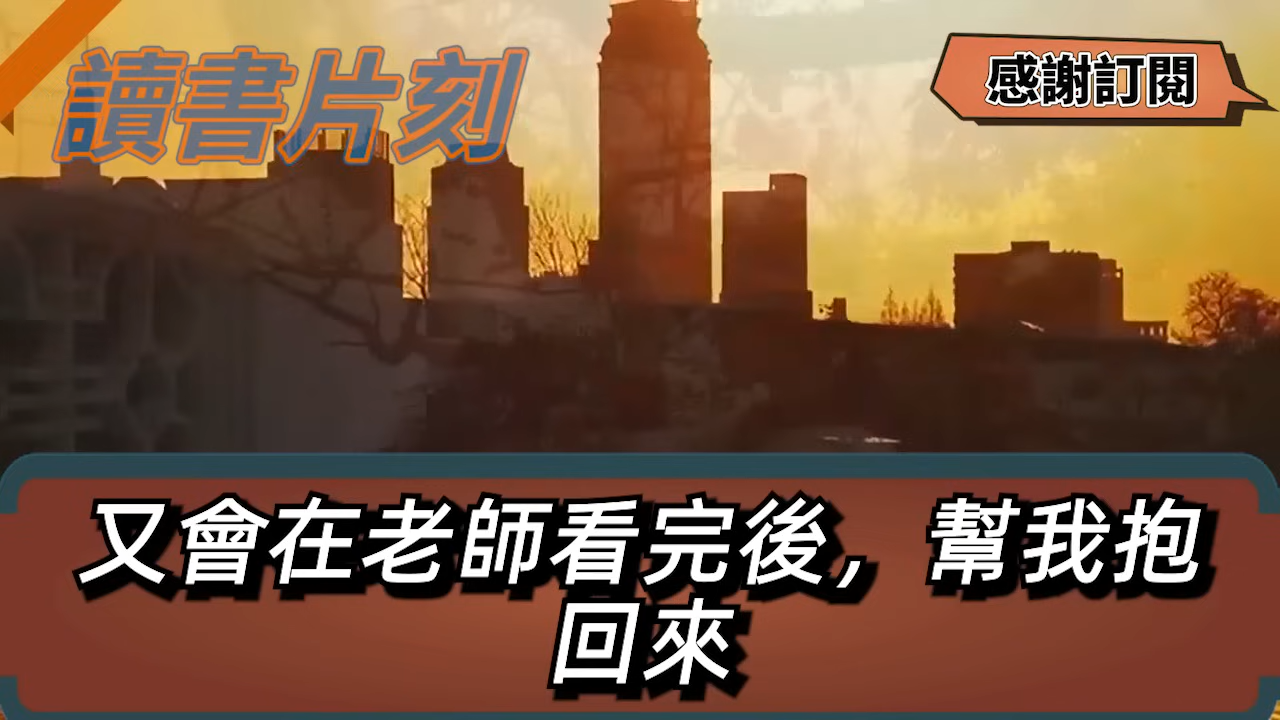 讀書片刻
感謝訂閱
又會在老師看完後，幫我抱
回來